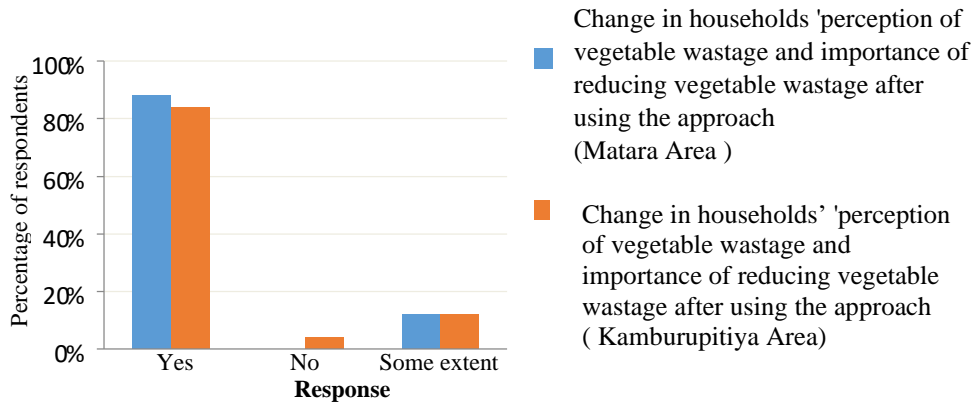 100%
80%
60%
40%
20%
0%
Percentage of respondents
Yes No Some extent
Response
Change in households 'perception of
vegetable wastage and importance of
reducing vegetable wastage after
using the approach
(Matara Area )
Change in households’ 'perception
of vegetable wastage and
importance of reducing vegetable
wastage after using the approach
( Kamburupitiya Area)